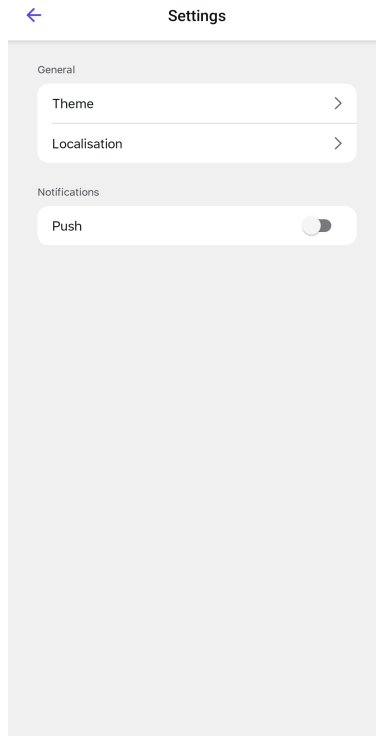 Settings
General
Theme
Localisation
Notifications
Push